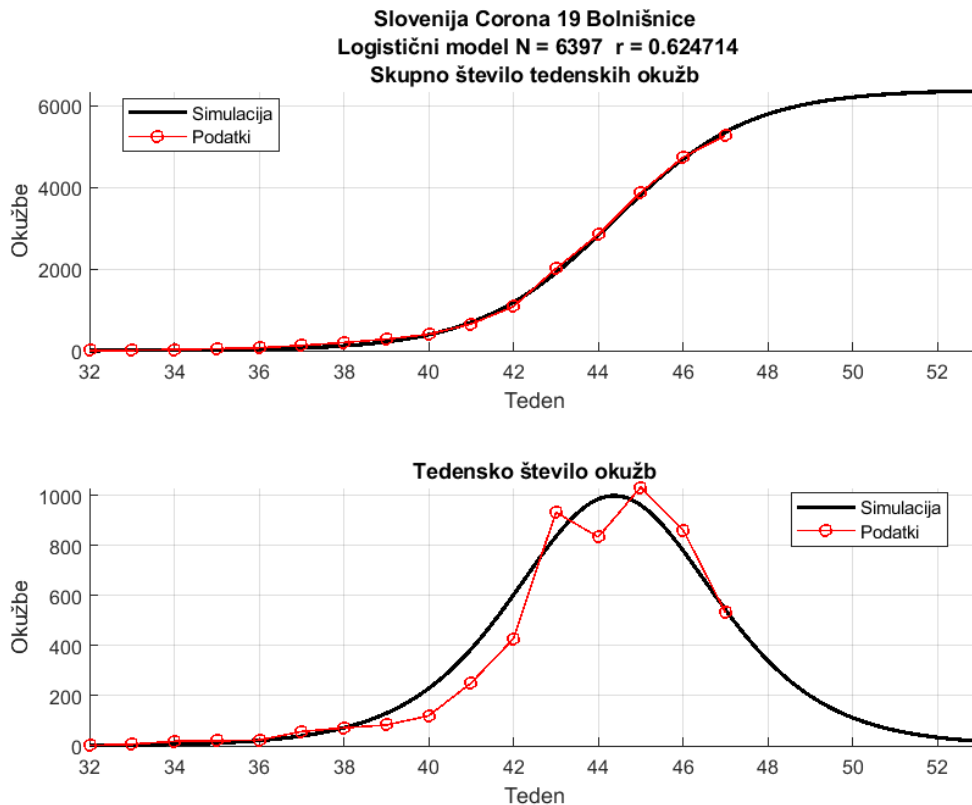 Slovenija Corona 19 Bolnišnice
Logistični model N = 6397 r = 0.624714
Skupno število tedenskih okužb
6000
4000
2000
0
Okužbe
Simulacija
Podatki
32 34 36 38 40 42 44 46 48 50 52
Teden
Tedensko število okužb
1000
800
600
400
200
0
Okužbe
Simulacija
Podatki
32 34 36 38 40 42 44 46 48 50 52
Teden